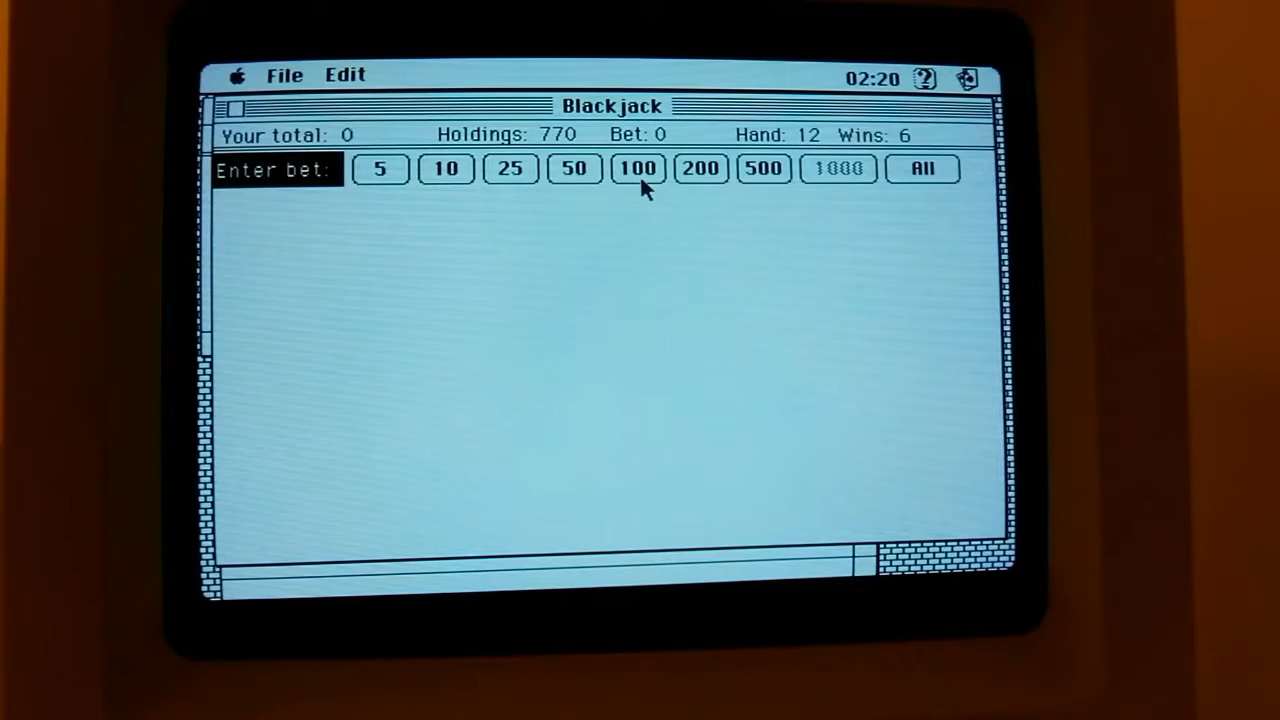 File Edit 02:20
Blackjack
Your total: 0 Holdings: 770 Bet: 0 Hand: 12 Wins: 6
Enter bet: 5 10 25 50 100 200 500 1000 All